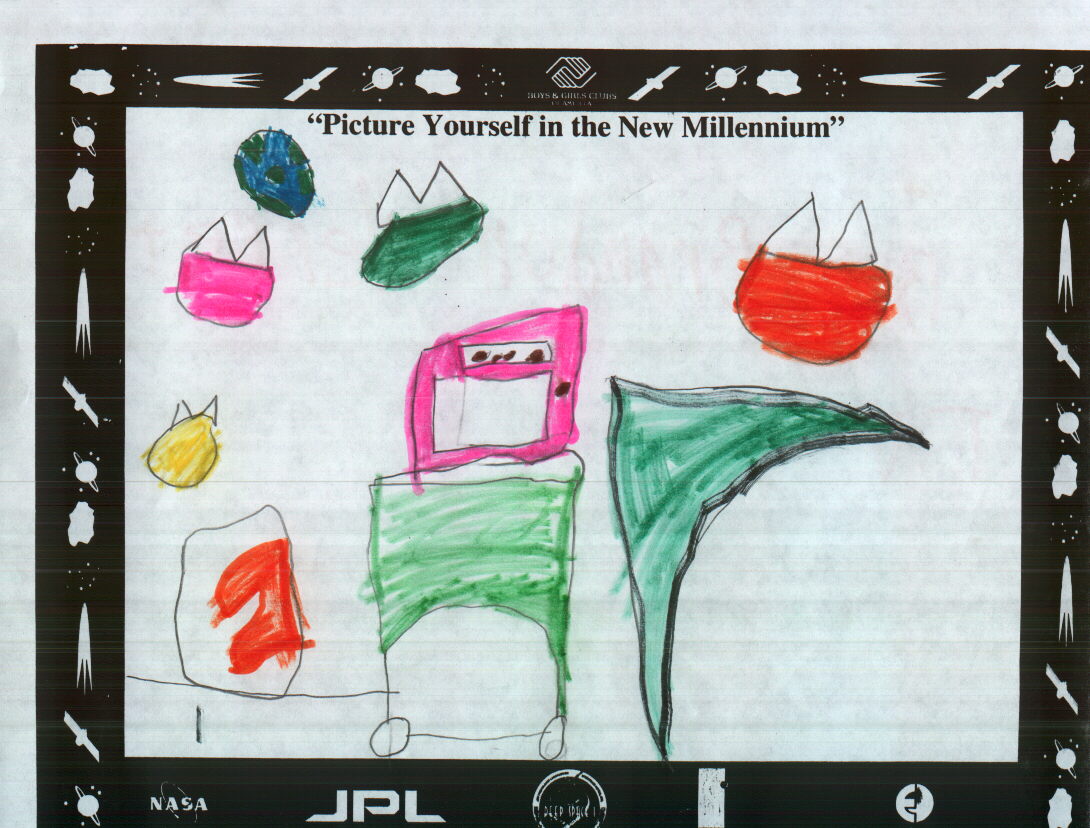 BOYS & GIRLS CLUBS
OF AMERICA
“Picture Yourself in the New Millennium”
NASA
JPL
DEEP SPACE 1